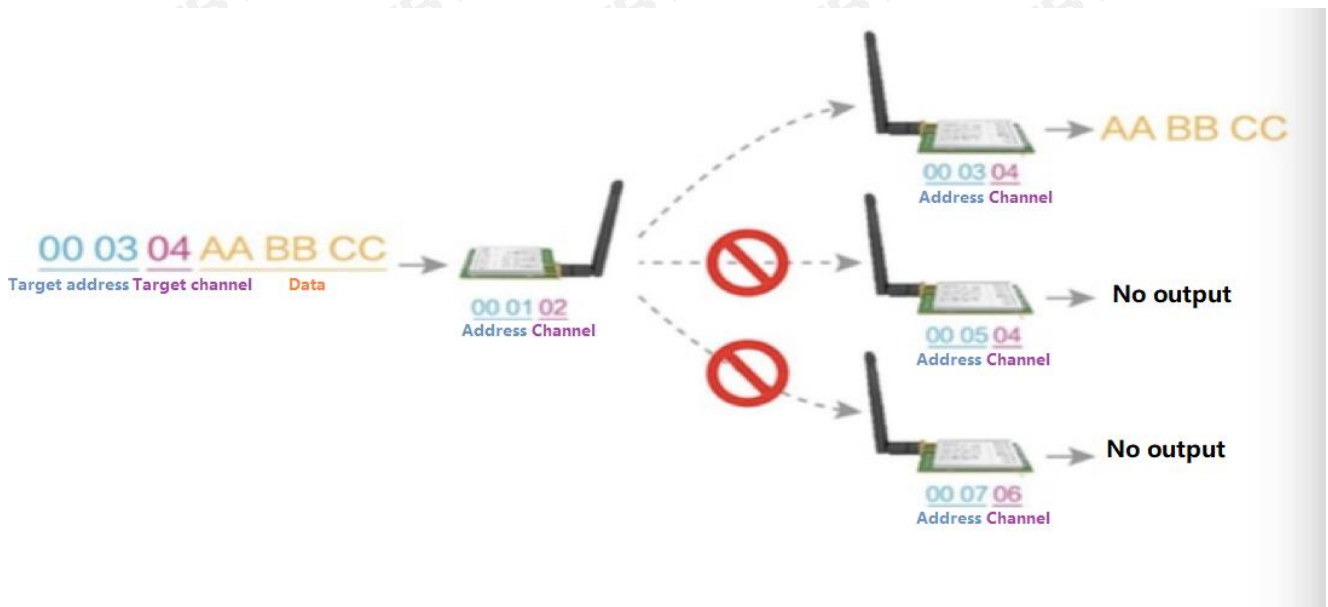 00 03 04 AA BB CC
Target address Target channel Data
00 01 02
Address Channel
AA BB CC
00 03 04
Address Channel
No output
00 05 04
Address Channel
No output
00 07 06
Address Channel